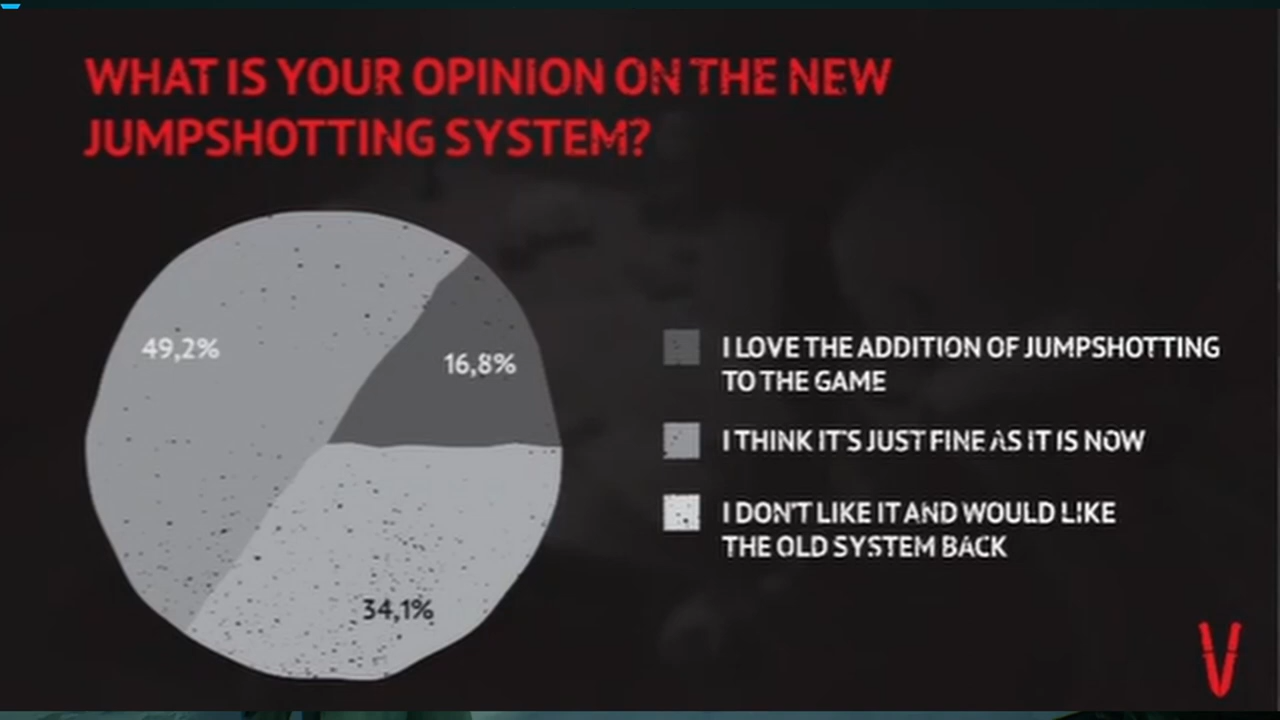 WHAT IS YOUR OPINION ON THE NEW
JUMPSHOTTING SYSTEM?
49,2%
16,8%
34,1%
I LOVE THE ADDITION OF JUMPSHOTTING
TO THE GAME
I THINK IT'S JUST FINE AS IT IS NOW
I DON'T LIKE IT AND WOULD LIKE
THE OLD SYSTEM BACK
V